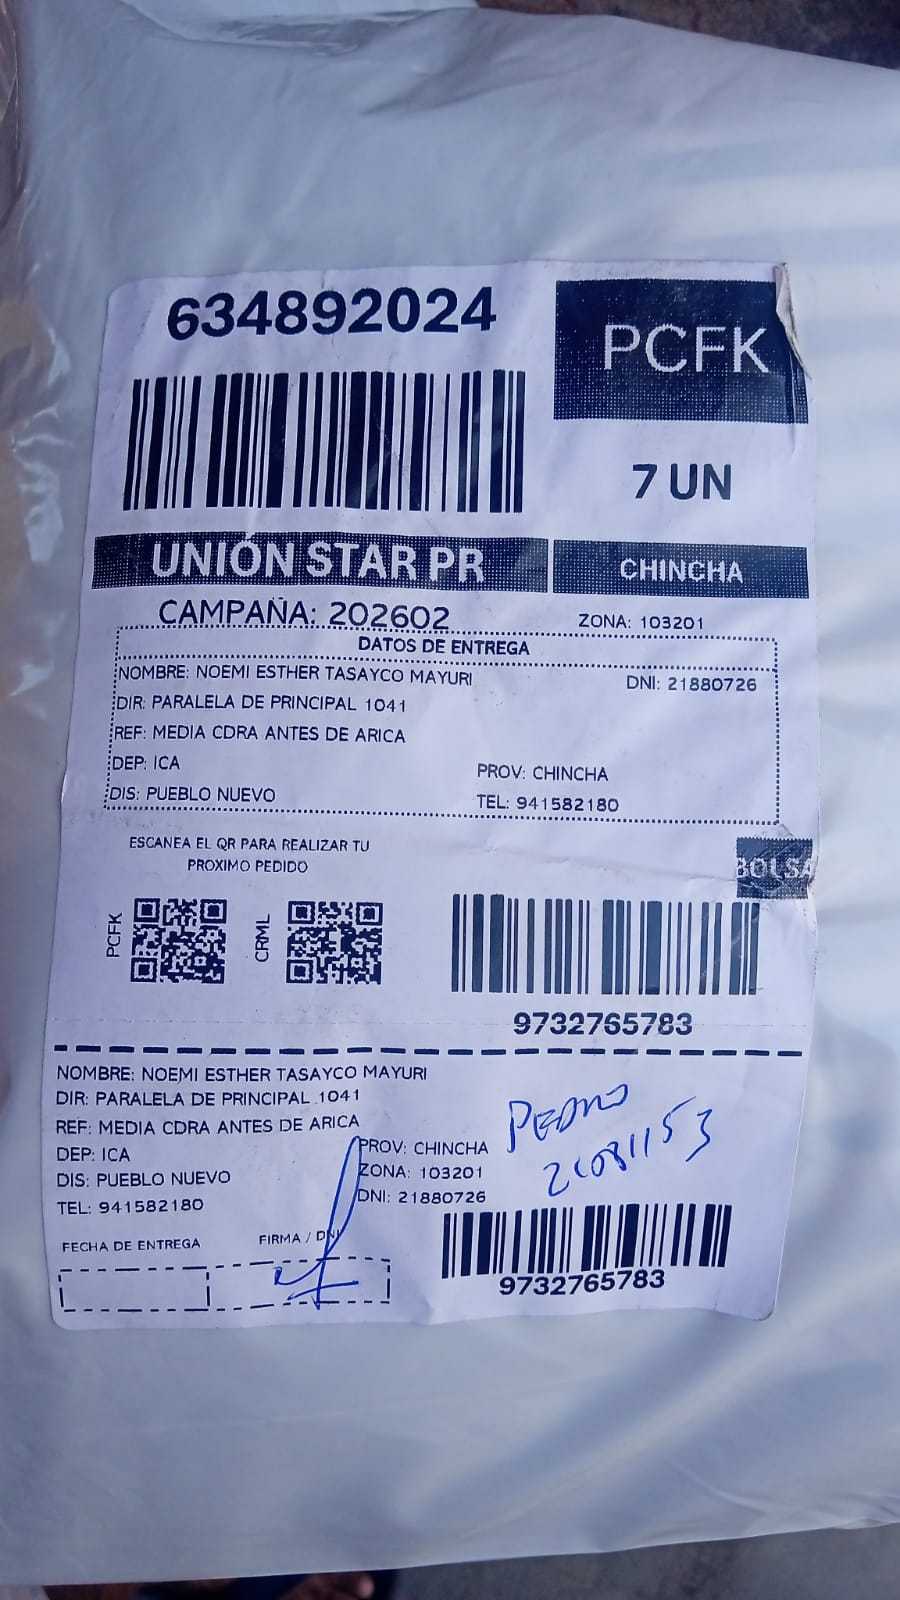 634892024
PCFK
7 UN
UNIÓN STAR PR
CHINCHA
CAMPAÑA: 202602
ZONA: 103201
DATOS DE ENTREGA
NOMBRE: NOEMI ESTHER TASAYCO MAYURI
DNI: 21880726
DIR: PARALELA DE PRINCIPAL 1041
REF: MEDIA CDRA ANTES DE ARICA
DEP: ICA
PROV: CHINCHA
DIS: PUEBLO NUEVO
TEL: 941582180
ESCANEA EL QR PARA REALIZAR TU
PROXIMO PEDIDO
BOLSA
PCFK
CRML
9732765783
NOMBRE: NOEMI ESTHER TASAYCO MAYURI
DIR: PARALELA DE PRINCIPAL 1041
REF: MEDIA CDRA ANTES DE ARICA
DEP: ICA
PROV: CHINCHA
DIS: PUEBLO NUEVO
ZONA: 103201
TEL: 941582180
DNI: 21880726
PEDRO
FECHA DE ENTREGA
FIRMA / DNI
9732765783